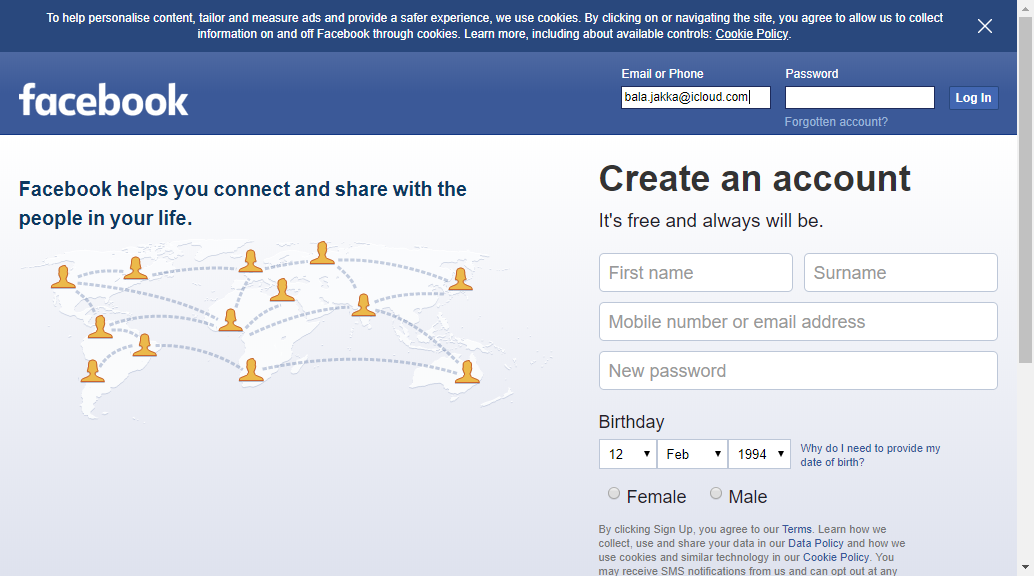 To help personalise content, tailor and measure ads and provide a safer experience, we use cookies. By clicking on or navigating the site, you agree to allow us to collect
information on and off Facebook through cookies. Learn more, including about available controls: Cookie Policy.
facebook
Email or Phone
Password
bala.jakka@icloud.com
Log In
Forgotten account?
Facebook helps you connect and share with the
people in your life.
Create an account
It's free and always will be.
First name
Surname
Mobile number or email address
New password
Birthday
12
Feb
1994
Why do I need to provide my
date of birth?
Female
Male
By clicking Sign Up, you agree to our Terms. Learn how we
collect, use and share your data in our Data Policy and how we
use cookies and similar technology in our Cookie Policy. You
may receive SMS notifications from us and can opt out at any